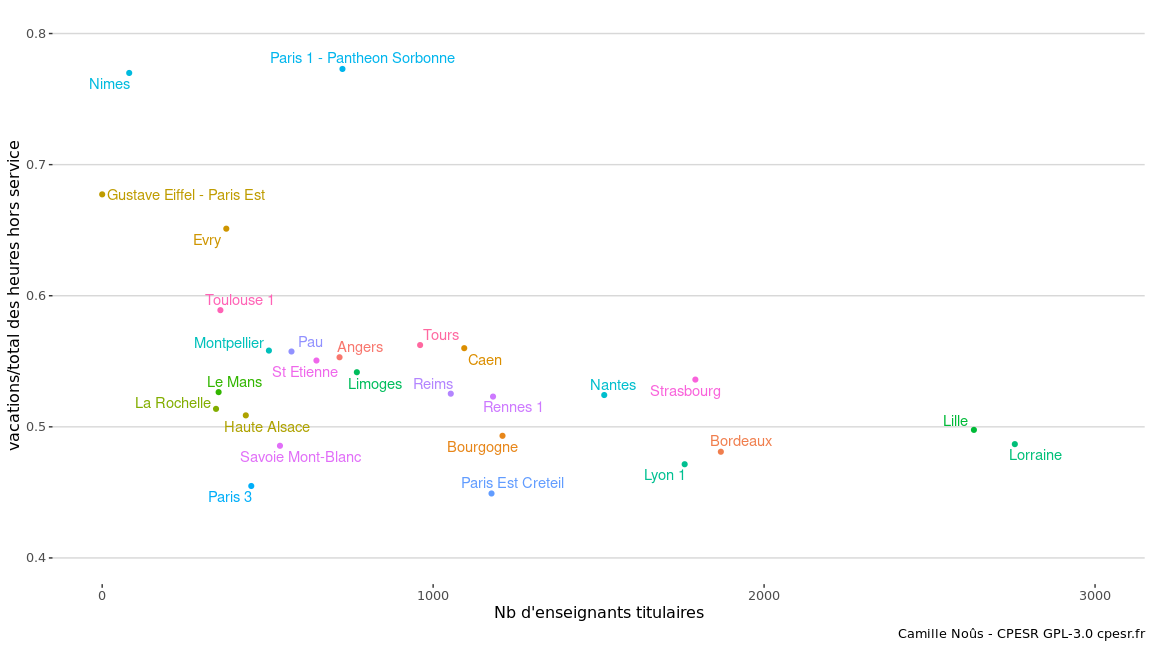 0.8
Paris 1 - Pantheon Sorbonne
Nimes
0.7
Gustave Eiffel - Paris Est
Evry
0.6
Toulouse 1
Montpellier
Pau
Angers
Tours
Caen
St Etienne
Le Mans
Limoges
Reims
Nantes
Strasbourg
La Rochelle
Rennes 1
Haute Alsace
0.5
Lille
Bourgogne
Bordeaux
Savoie Mont-Blanc
Lorraine
Lyon 1
Paris Est Creteil
Paris 3
0.4
vacations/total des heures hors service
0
1000
2000
3000
Nb d'enseignants titulaires
Camille Noûs - CPESR GPL-3.0 cpesr.fr